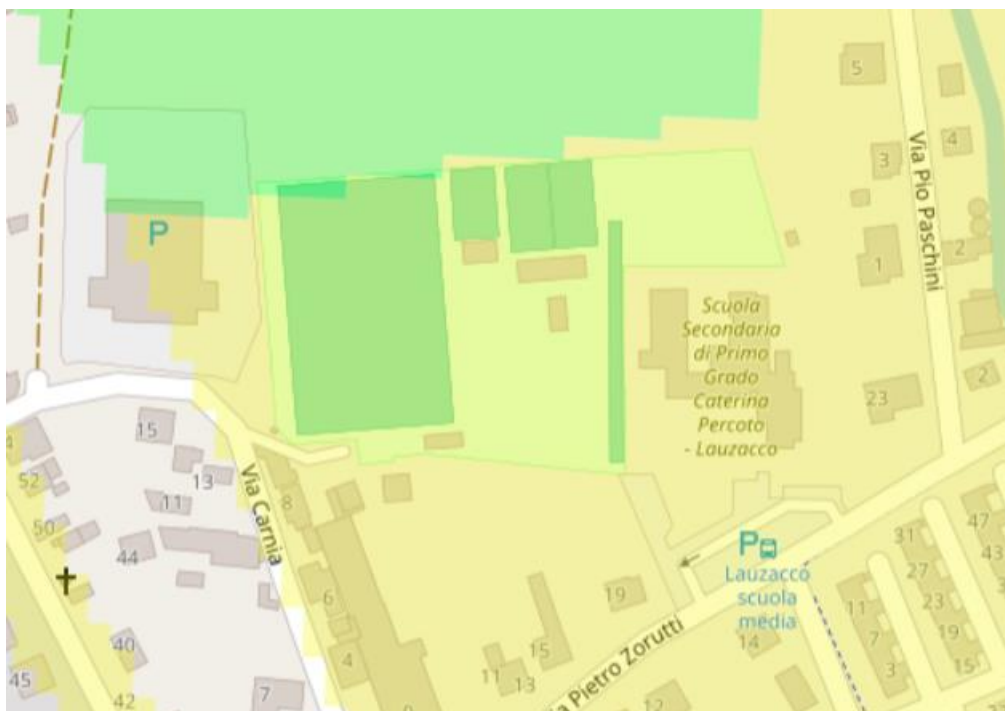 5
4
3
Via Pio Paschini
P
1
2
Scuola
Secondaria
di Primo
Grado
Caterina
Percoto
- Lauzacco
2
23
15
52
13
Via Carnia
8
11
50
44
31
47
43
P
Lauzacco
scuola
media
27
6
19
11
23
Via Pietro Zorutti
14
7
19
40
15
4
11
13
3
15
45
42
7
12